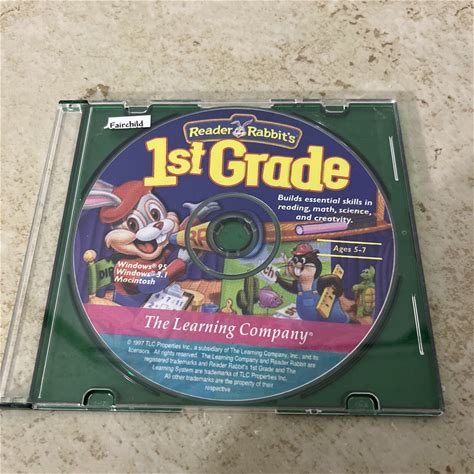 Fairchild
Reader Rabbit's
1st Grade
Builds essential skills in
reading, math, science,
and creativity.
Ages 5-7
Windows® 95
Windows® 3.1
Macintosh
The Learning Company®
© 1997 TLC Properties Inc., a subsidiary of The Learning Company, Inc., and its
licensors. All rights reserved. The Learning Company and Reader Rabbit are
registered trademarks and Reader Rabbit's 1st Grade and The
Learning System are trademarks of TLC Properties Inc.
All other trademarks are the property of their
respective